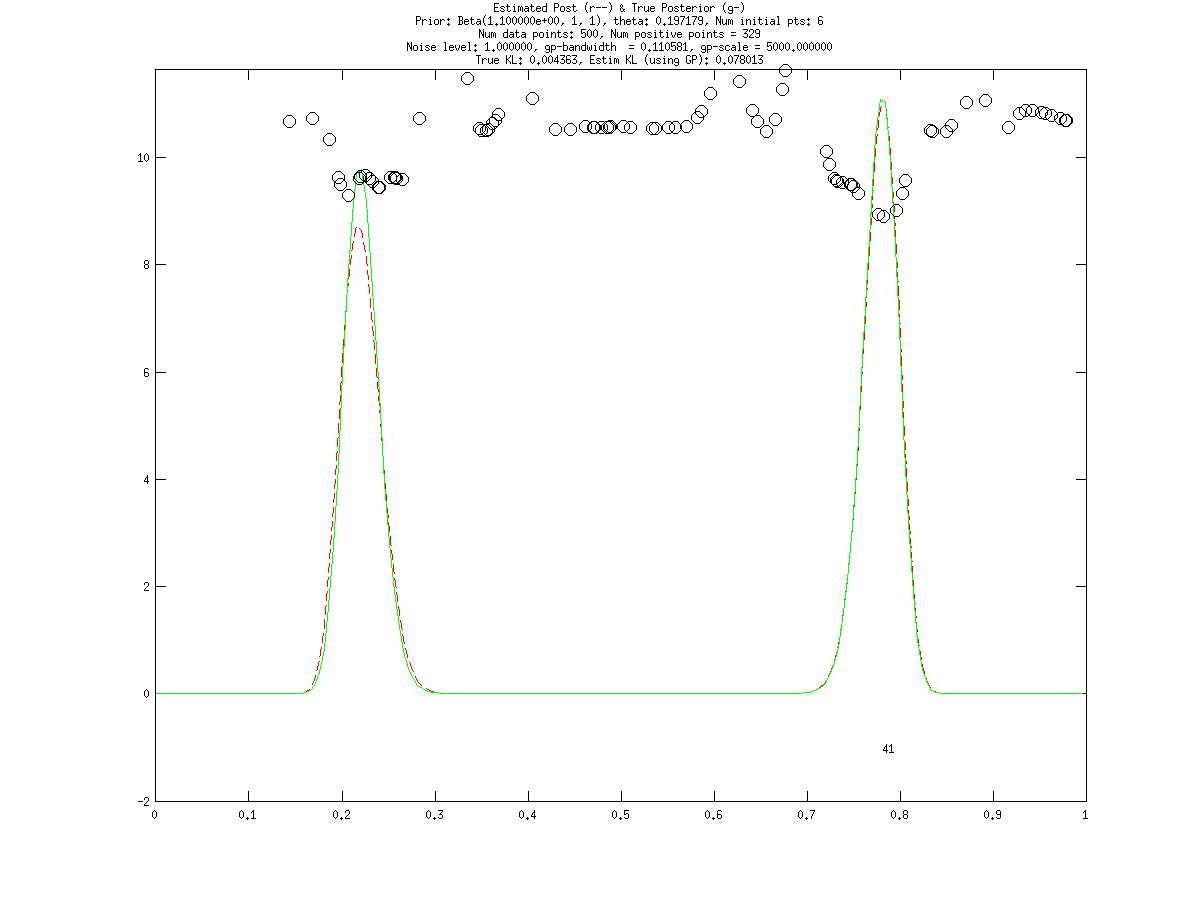 Estimated Post (r--) & True Posterior (g-)
Prior: Beta(1.100000e+00, 1, 1), theta: 0.197179, Num initial pts: 6
Num data points: 500, Num positive points = 329
Noise level: 1.000000, gp-bandwidth  = 0.110581, gp-scale = 5000.000000
True KL: 0.004363, Estim KL (using GP): 0.078013
10
8
6
4
2
0
41
-2
0 0.1 0.2 0.3 0.4 0.5 0.6 0.7 0.8 0.9 1